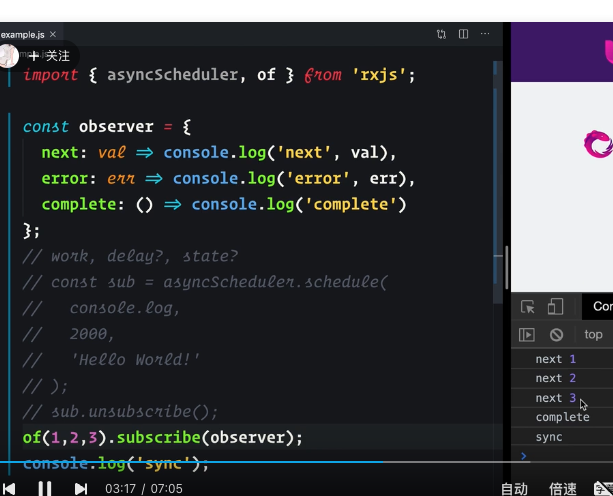 example.js ×
+ 关注
import { asyncScheduler, of } from 'rxjs';
const observer = {
next: val => console.log('next', val),
error: err => console.log('error', err),
complete: () => console.log('complete')
};
// work, delay?, state?
// const sub = asyncScheduler.schedule(
//   console.log,
//   2000,
//   'Hello World!'
// );
// sub.unsubscribe();
of(1,2,3).subscribe(observer);
console.log('sync');
top
next 1
next 2
next 3
complete
sync
03:17 / 07:05
自动 倍速